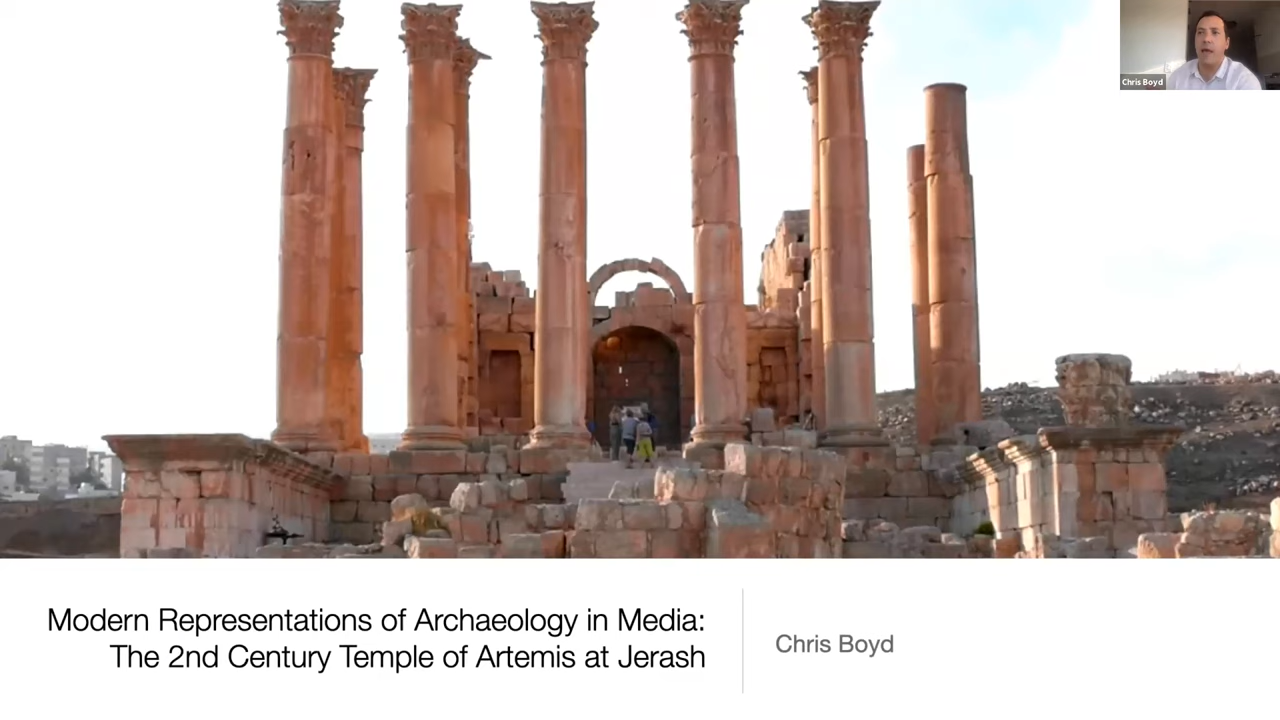 Chris Boyd
Modern Representations of Archaeology in Media:
The 2nd Century Temple of Artemis at Jerash
Chris Boyd